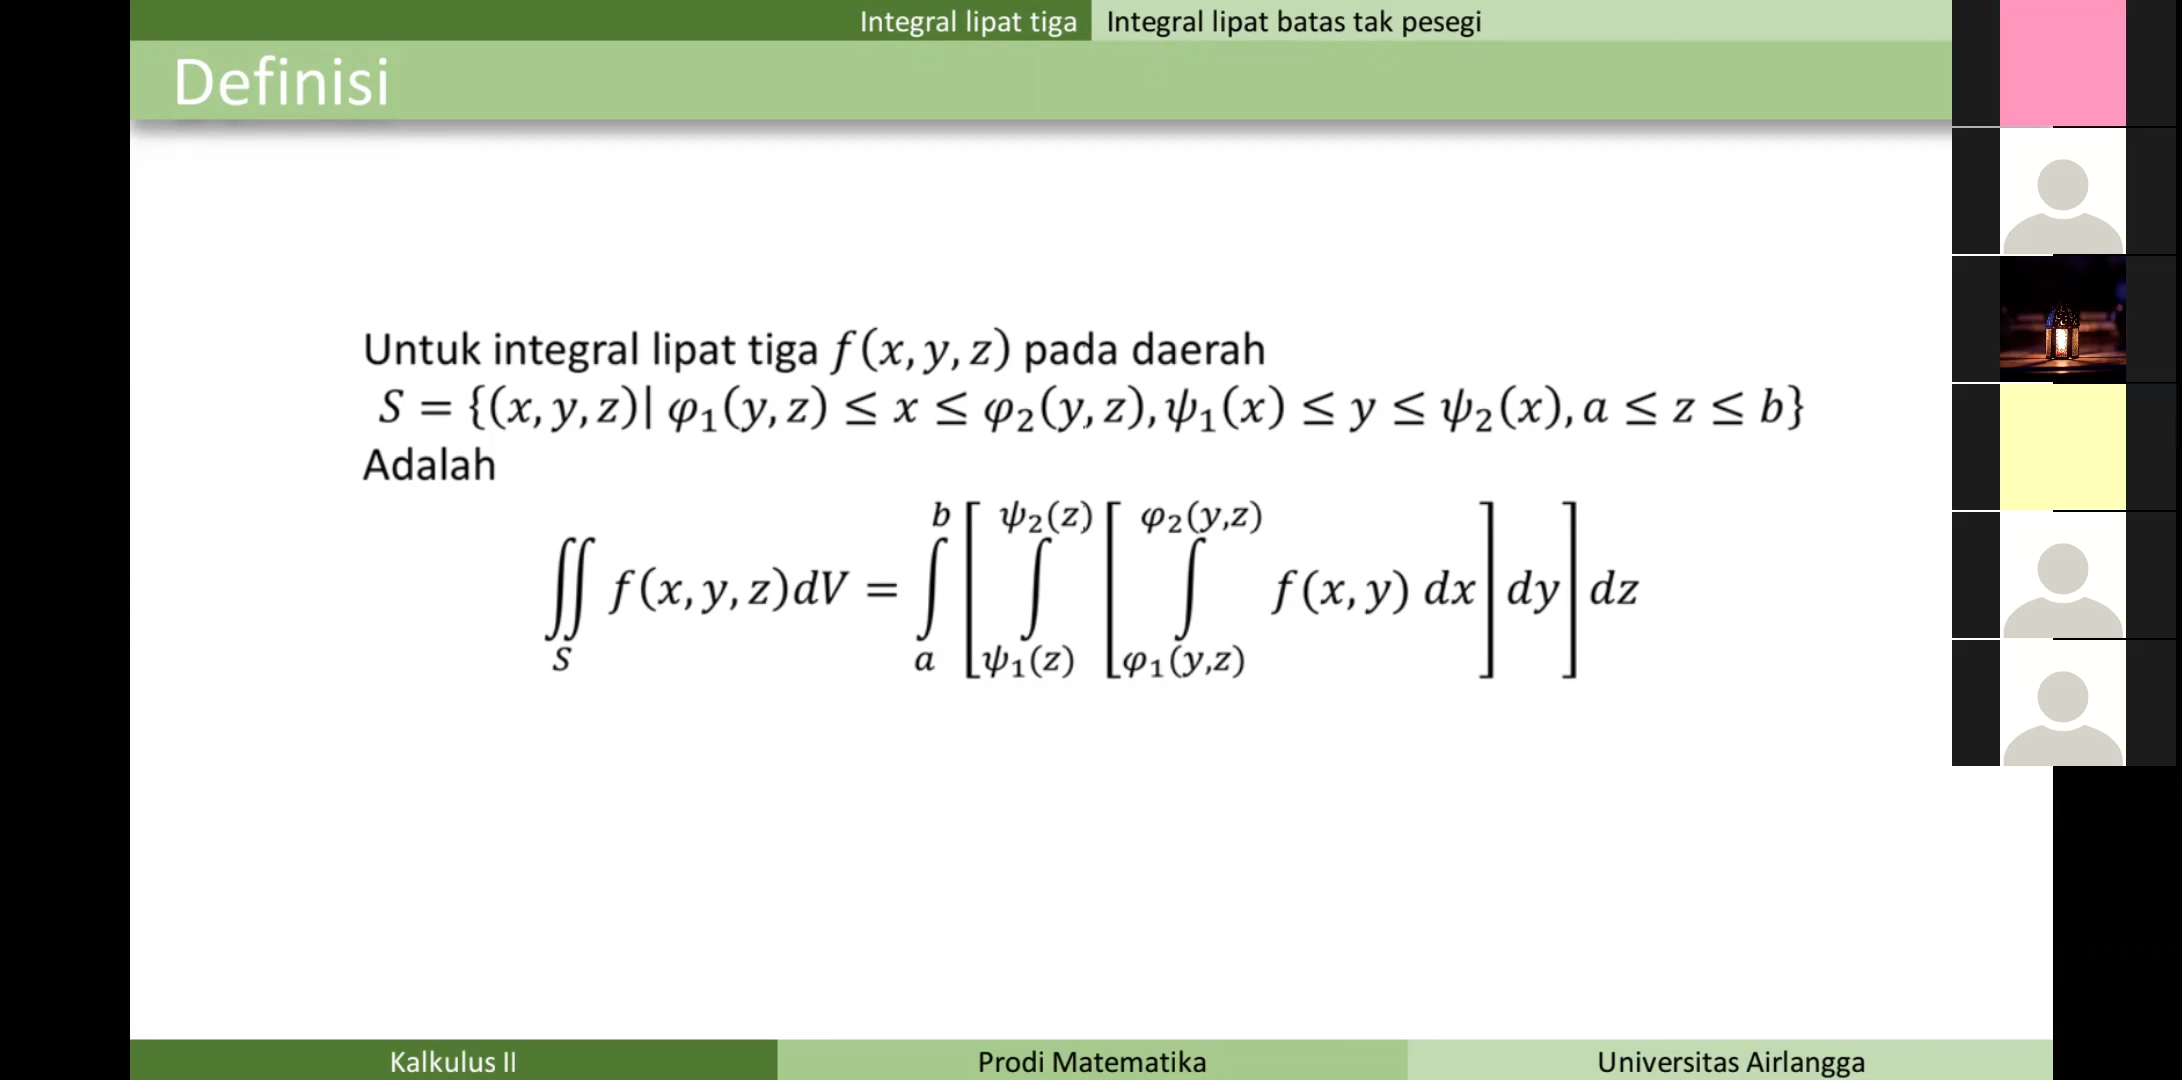 Integral lipat tiga Integral lipat batas tak pesegi
Definisi
Untuk integral lipat tiga f(x, y, z) pada daerah
S = {(x, y, z)| φ₁(y, z) ≤ x ≤ φ₂(y, z), ψ₁(x) ≤ y ≤ ψ₂(x), a ≤ z ≤ b}
Adalah
∬_S f(x, y, z)dV = ∫_a^b [∫_{ψ₁(z)}^{ψ₂(z)} [∫_{φ₁(y,z)}^{φ₂(y,z)} f(x, y) dx] dy] dz
Kalkulus II Prodi Matematika Universitas Airlangga